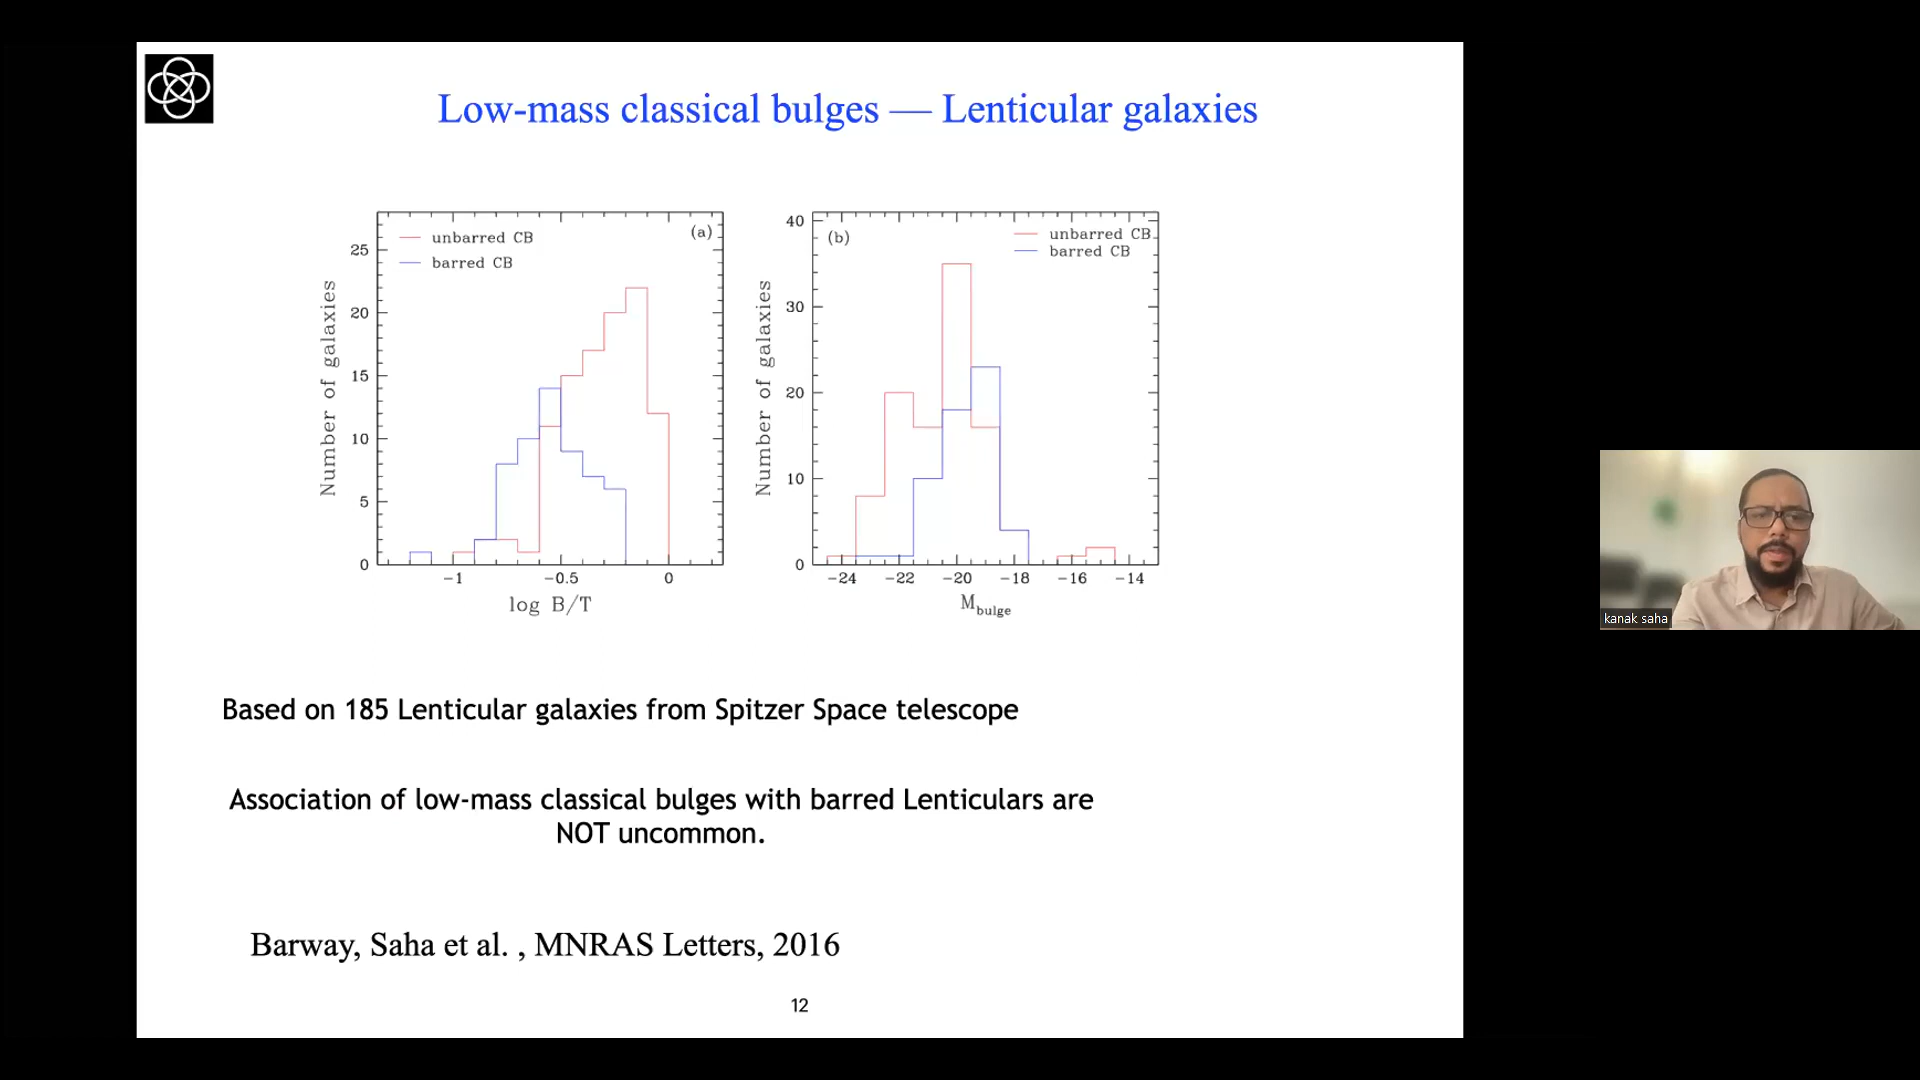 Low-mass classical bulges — Lenticular galaxies
unbarred CB
barred CB
(a)
Number of galaxies
25
20
15
10
5
0
−1
−0.5
0
log B/T
(b)
unbarred CB
barred CB
Number of galaxies
40
30
20
10
0
−24
−22
−20
−18
−16
−14
Mbulge
Based on 185 Lenticular galaxies from Spitzer Space telescope
Association of low-mass classical bulges with barred Lenticulars are
NOT uncommon.
Barway, Saha et al. , MNRAS Letters, 2016
12
kanak saha